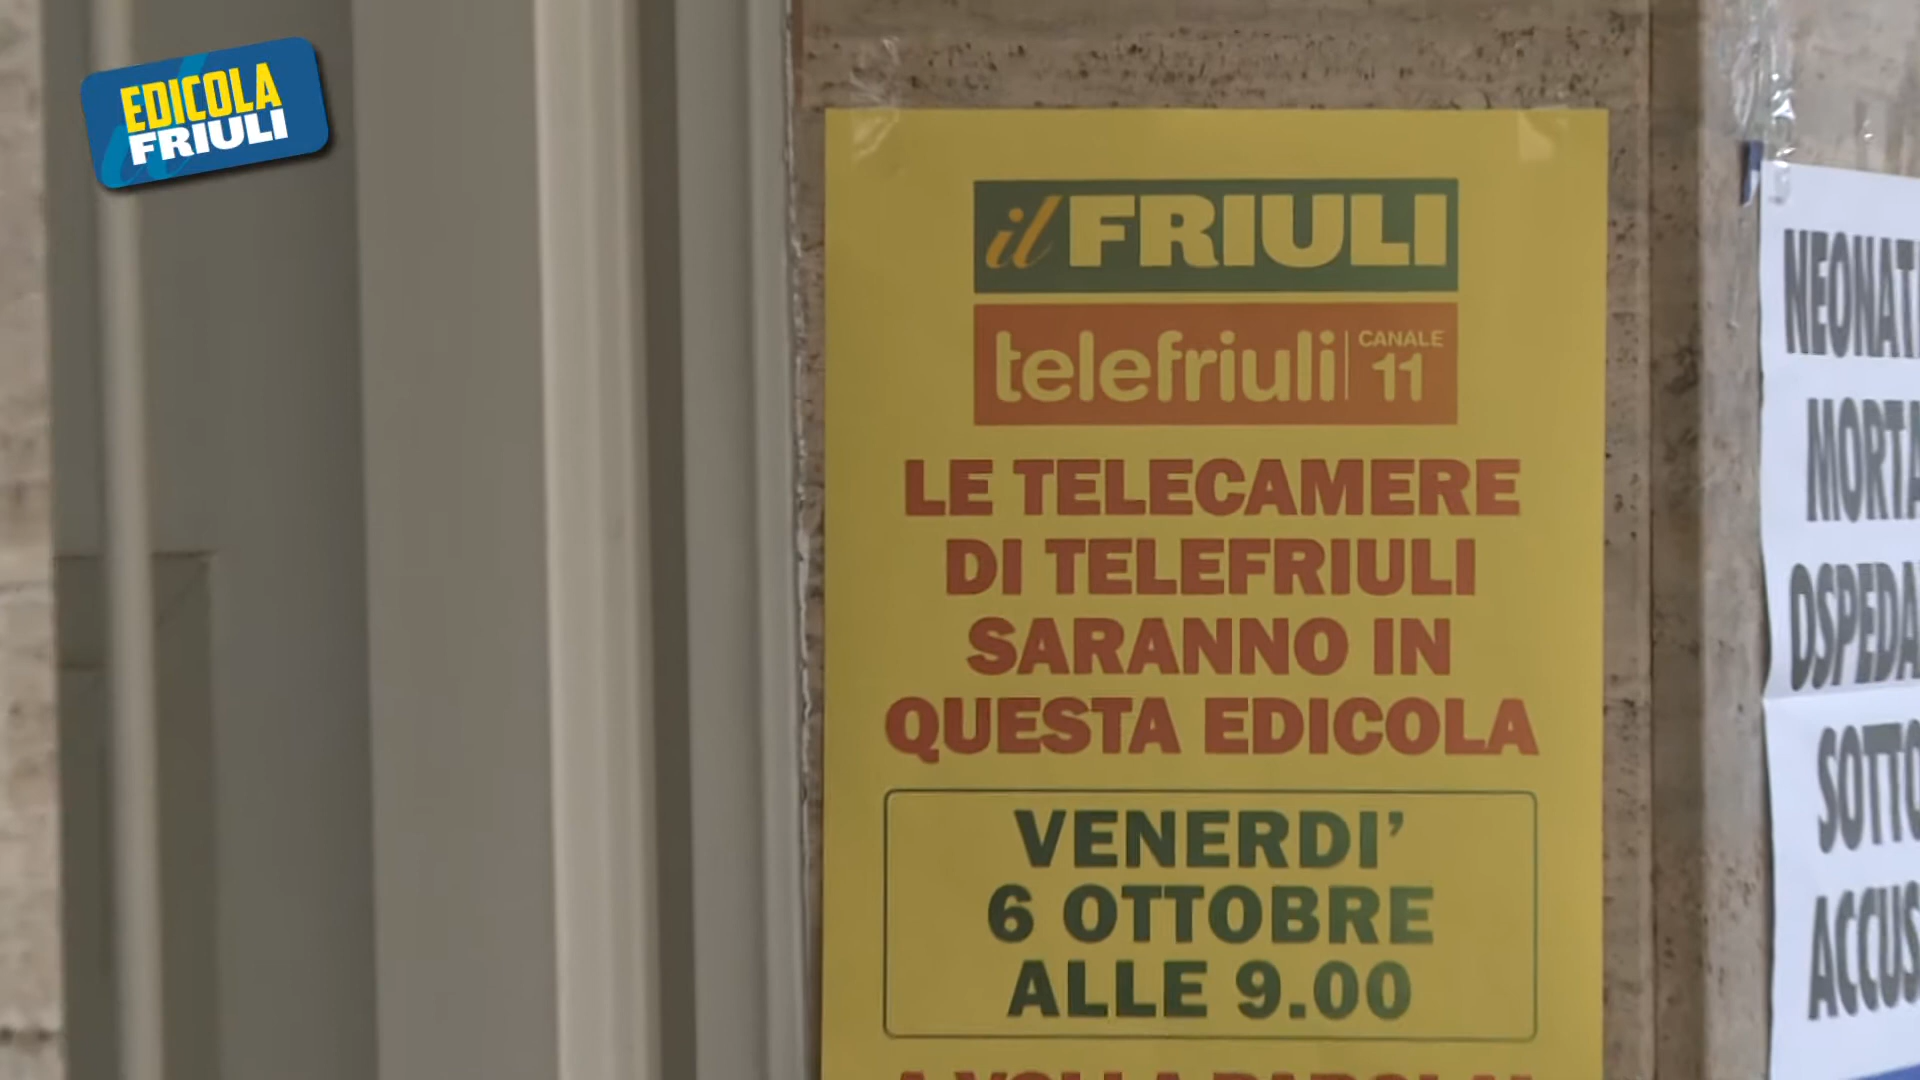 EDICOLA
FRIULI
il FRIULI
telefriuli CANALE 11
LE TELECAMERE
DI TELEFRIULI
SARANNO IN
QUESTA EDICOLA
VENERDI’
6 OTTOBRE
ALLE 9.00
NEONAT
MORTA
OSPEDA
SOTTO
ACCUS